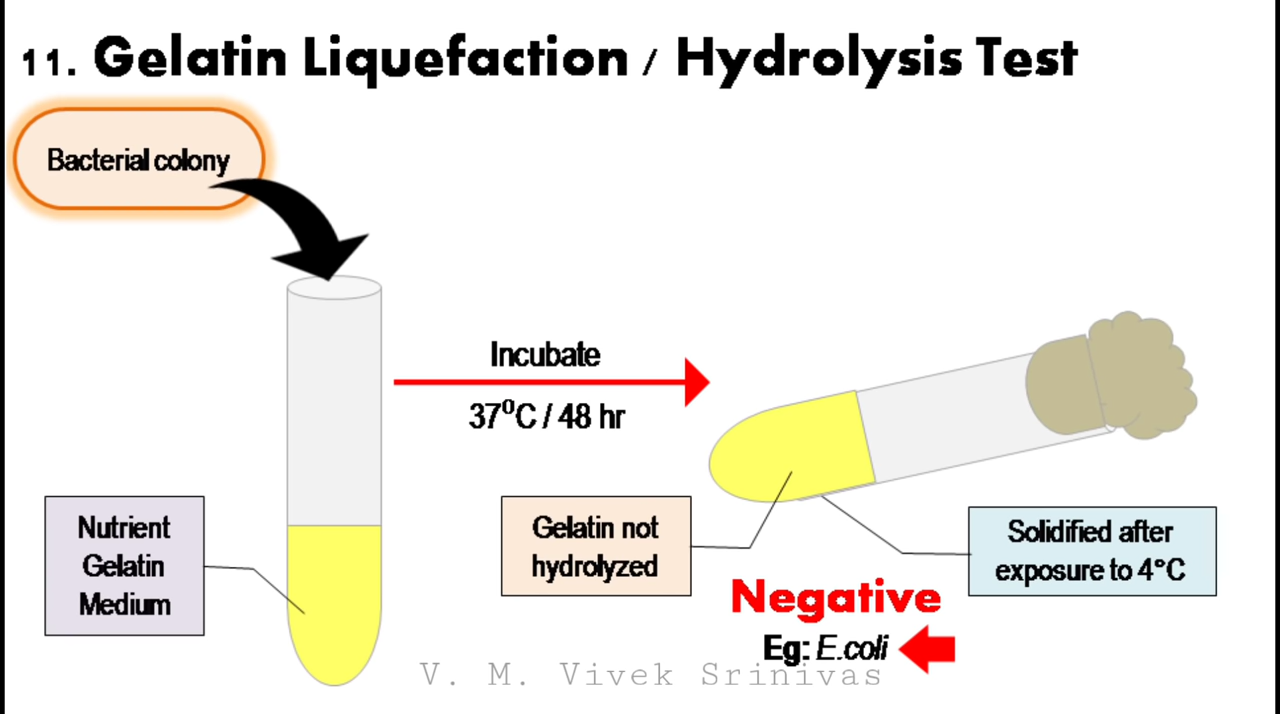 11. Gelatin Liquefaction / Hydrolysis Test
Bacterial colony
Incubate
37⁰C / 48 hr
Nutrient
Gelatin
Medium
Gelatin not
hydrolyzed
Solidified after
exposure to 4°C
Negative
Eg: E.coli
V. M. Vivek Srinivas